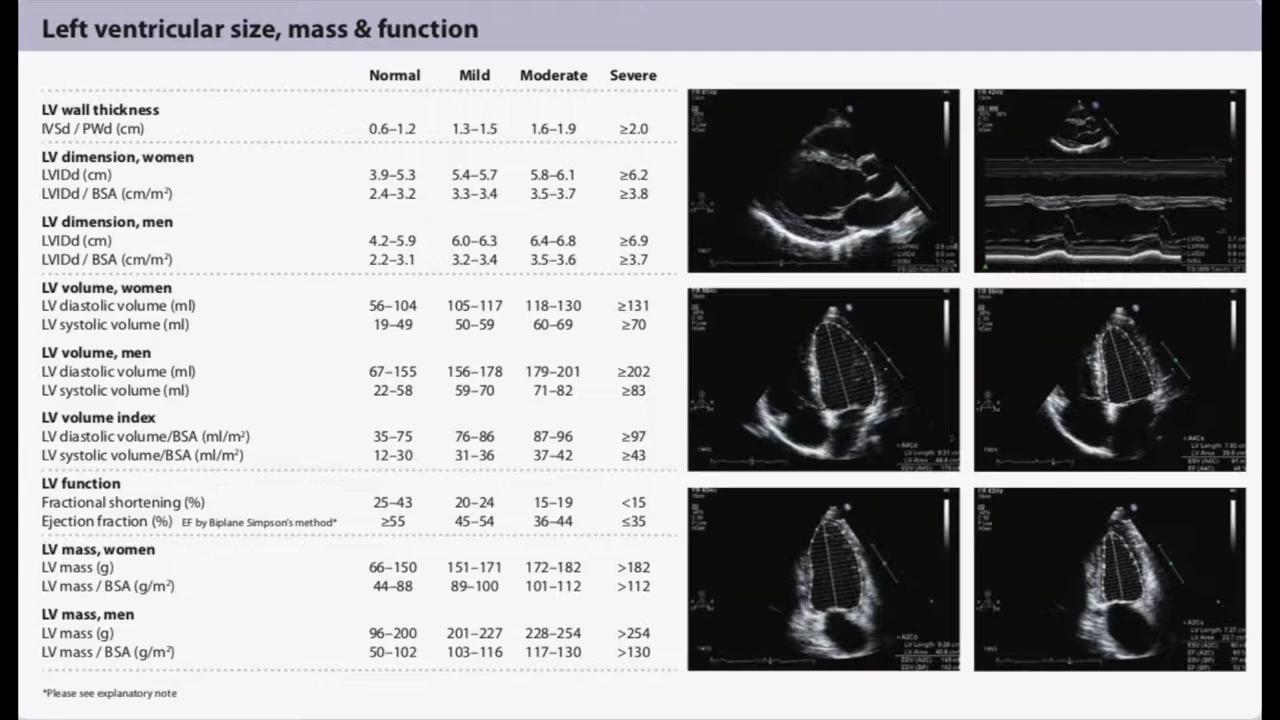 Left ventricular size, mass & function
Normal Mild Moderate Severe
LV wall thickness
IVSd / PWd (cm) 0.6–1.2 1.3–1.5 1.6–1.9 ≥2.0
LV dimension, women
LVIDd (cm) 3.9–5.3 5.4–5.7 5.8–6.1 ≥6.2
LVIDd / BSA (cm/m²) 2.4–3.2 3.3–3.4 3.5–3.7 ≥3.8
LV dimension, men
LVIDd (cm) 4.2–5.9 6.0–6.3 6.4–6.8 ≥6.9
LVIDd / BSA (cm/m²) 2.2–3.1 3.2–3.4 3.5–3.6 ≥3.7
LV volume, women
LV diastolic volume (ml) 56–104 105–117 118–130 ≥131
LV systolic volume (ml) 19–49 50–59 60–69 ≥70
LV volume, men
LV diastolic volume (ml) 67–155 156–178 179–201 ≥202
LV systolic volume (ml) 22–58 59–70 71–82 ≥83
LV volume index
LV diastolic volume/BSA (ml/m²) 35–75 76–86 87–96 ≥97
LV systolic volume/BSA (ml/m²) 12–30 31–36 37–42 ≥43
LV function
Fractional shortening (%) 25–43 20–24 15–19 <15
Ejection fraction (%) EF by Biplane Simpson's method* ≥55 45–54 36–44 ≤35
LV mass, women
LV mass (g) 66–150 151–171 172–182 >182
LV mass / BSA (g/m²) 44–88 89–100 101–112 >112
LV mass, men
LV mass (g) 96–200 201–227 228–254 >254
LV mass / BSA (g/m²) 50–102 103–116 117–130 >130
*Please see explanatory note